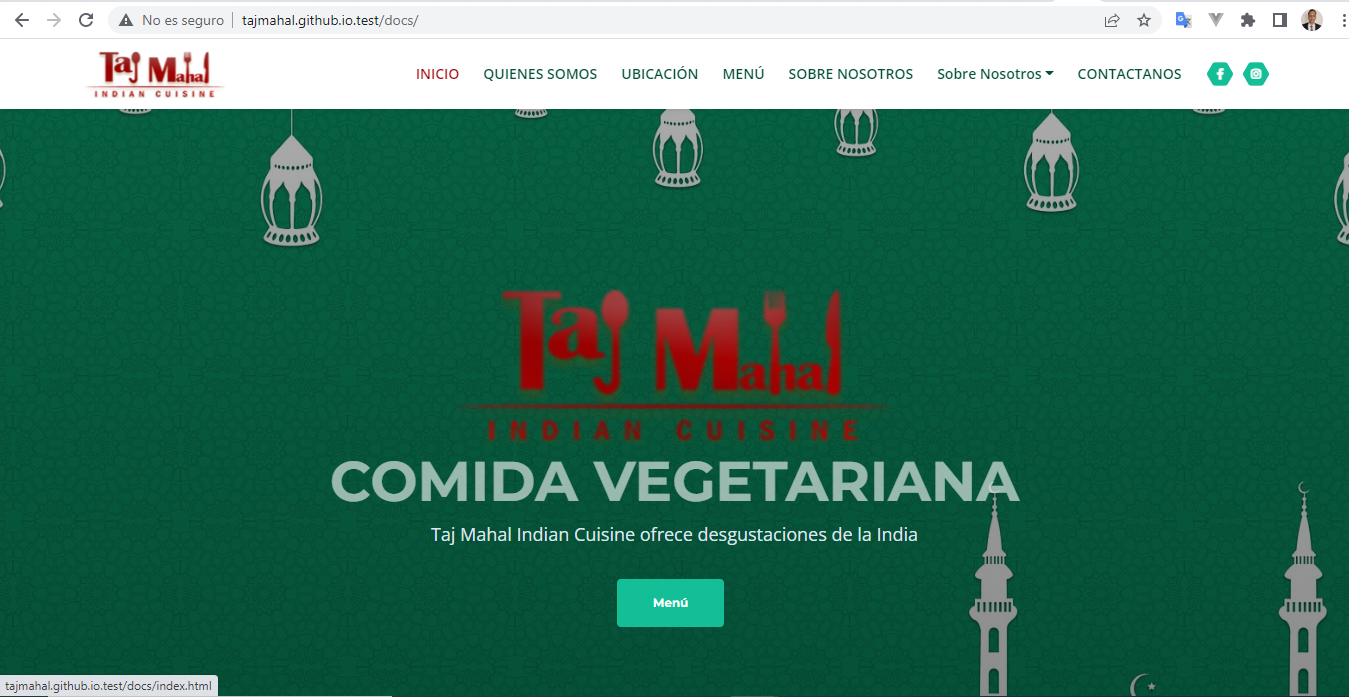 No es seguro | tajmahal.github.io.test/docs/
Taj Mahal
INDIAN CUISINE
INICIO QUIENES SOMOS UBICACIÓN MENÚ SOBRE NOSOTROS Sobre Nosotros CONTACTANOS
Taj Mahal
INDIAN CUISINE
COMIDA VEGETARIANA
Taj Mahal Indian Cuisine ofrece desgustaciones de la India
Menú
tajmahal.github.io.test/docs/index.html